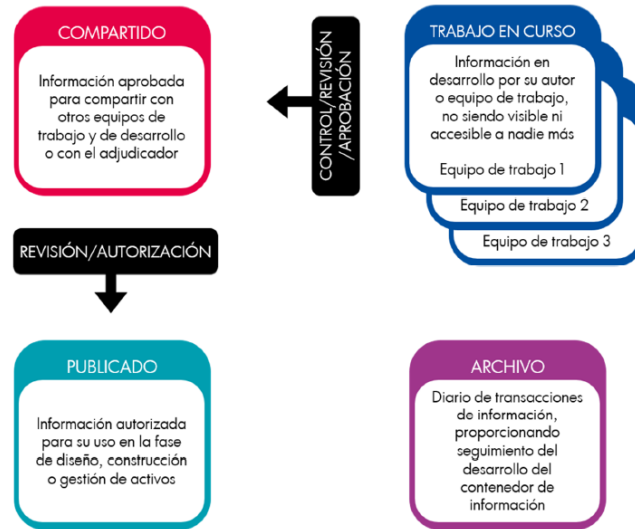 COMPARTIDO
Información aprobada
para compartir con
otros equipos de
trabajo y de desarrollo
o con el adjudicador
CONTROL/REVISIÓN
/APROBACIÓN
TRABAJO EN CURSO
Información en
desarrollo por su autor
o equipo de trabajo,
no siendo visible ni
accesible a nadie más
Equipo de trabajo 1
Equipo de trabajo 2
Equipo de trabajo 3
REVISIÓN/AUTORIZACIÓN
PUBLICADO
Información autorizada
para su uso en la fase
de diseño, construcción
o gestión de activos
ARCHIVO
Diario de transacciones
de información,
proporcionando
seguimiento del
desarrollo del
contenedor de
información